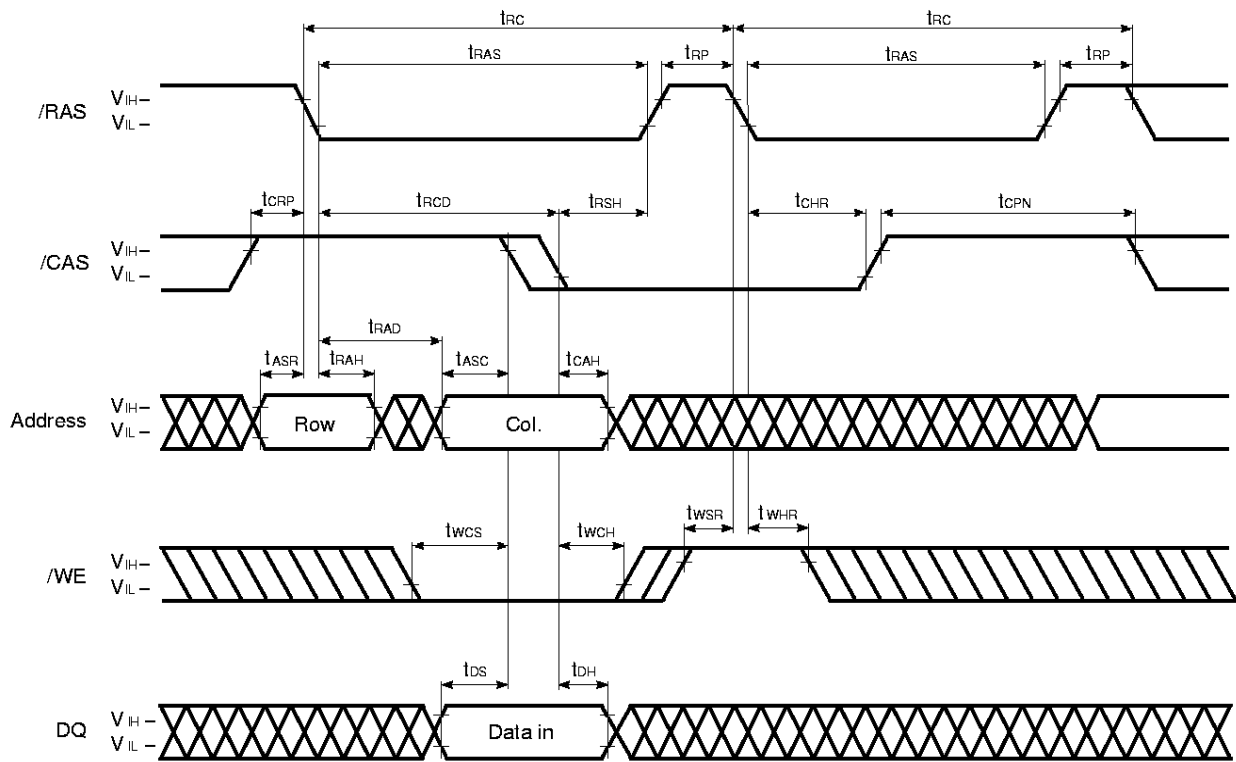 tRC tRC
tRAS tRP tRAS tRP
/RAS VIH – VIL –
tCRP tRCD tRSH tCHR tCPN
/CAS VIH – VIL –
tRAD
tASR tRAH tASC tCAH
Address VIH – VIL – Row Col.
tWCS tWCH tWSR tWHR
/WE VIH – VIL –
tDS tDH
DQ VIH – VIL – Data in